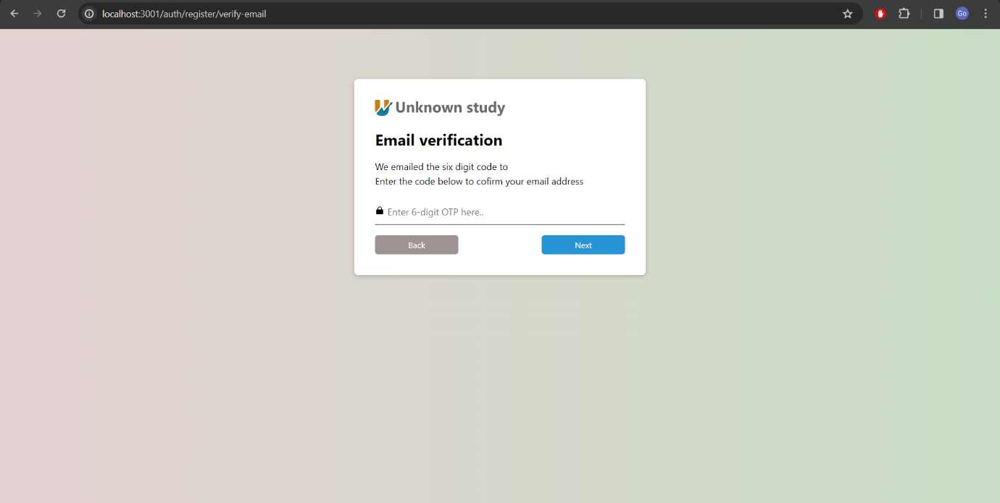 localhost:3001/auth/register/verify-email
Go
Unknown study
Email verification
We emailed the six digit code to
Enter the code below to cofirm your email address
Enter 6-digit OTP here..
Back
Next